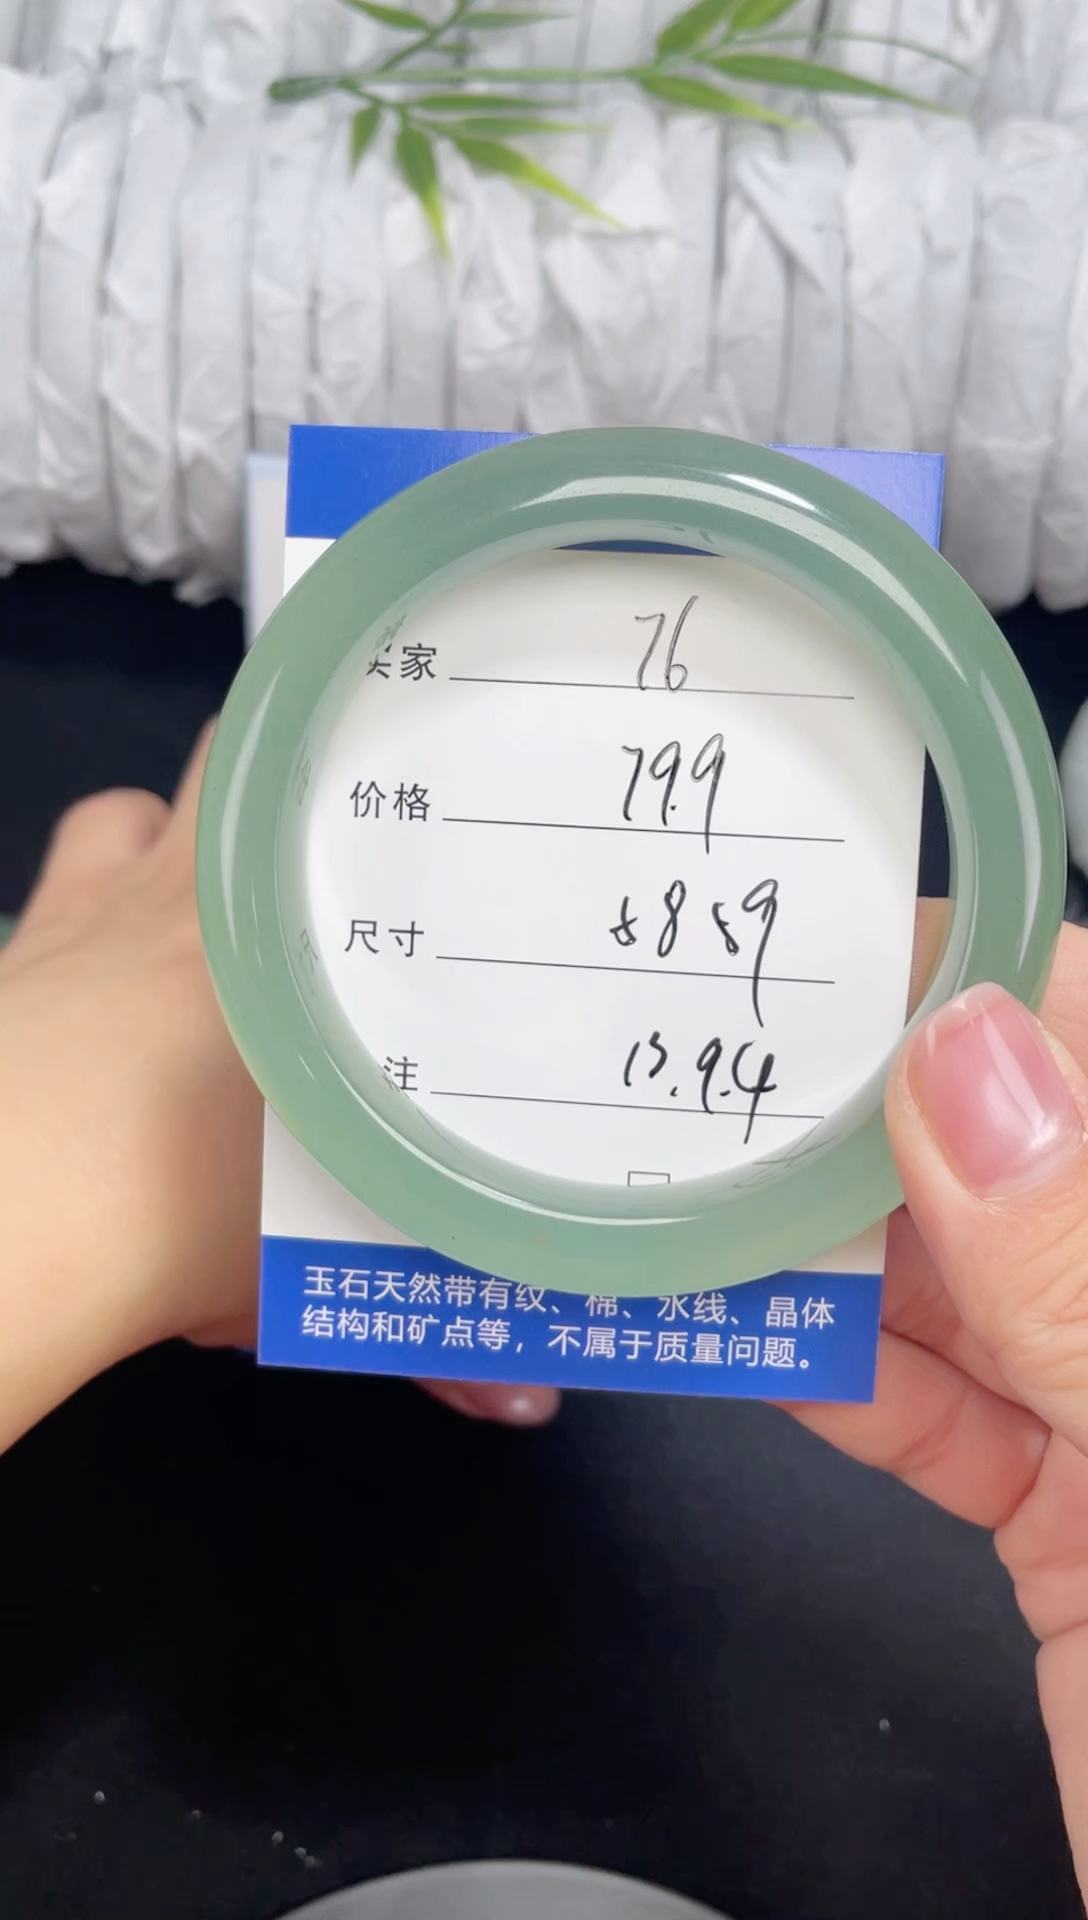 家 76
价格 79.9
尺寸 58 59
注 13.9.4
玉石天然带有纹、棉、水线、晶体
结构和矿点等，不属于质量问题。